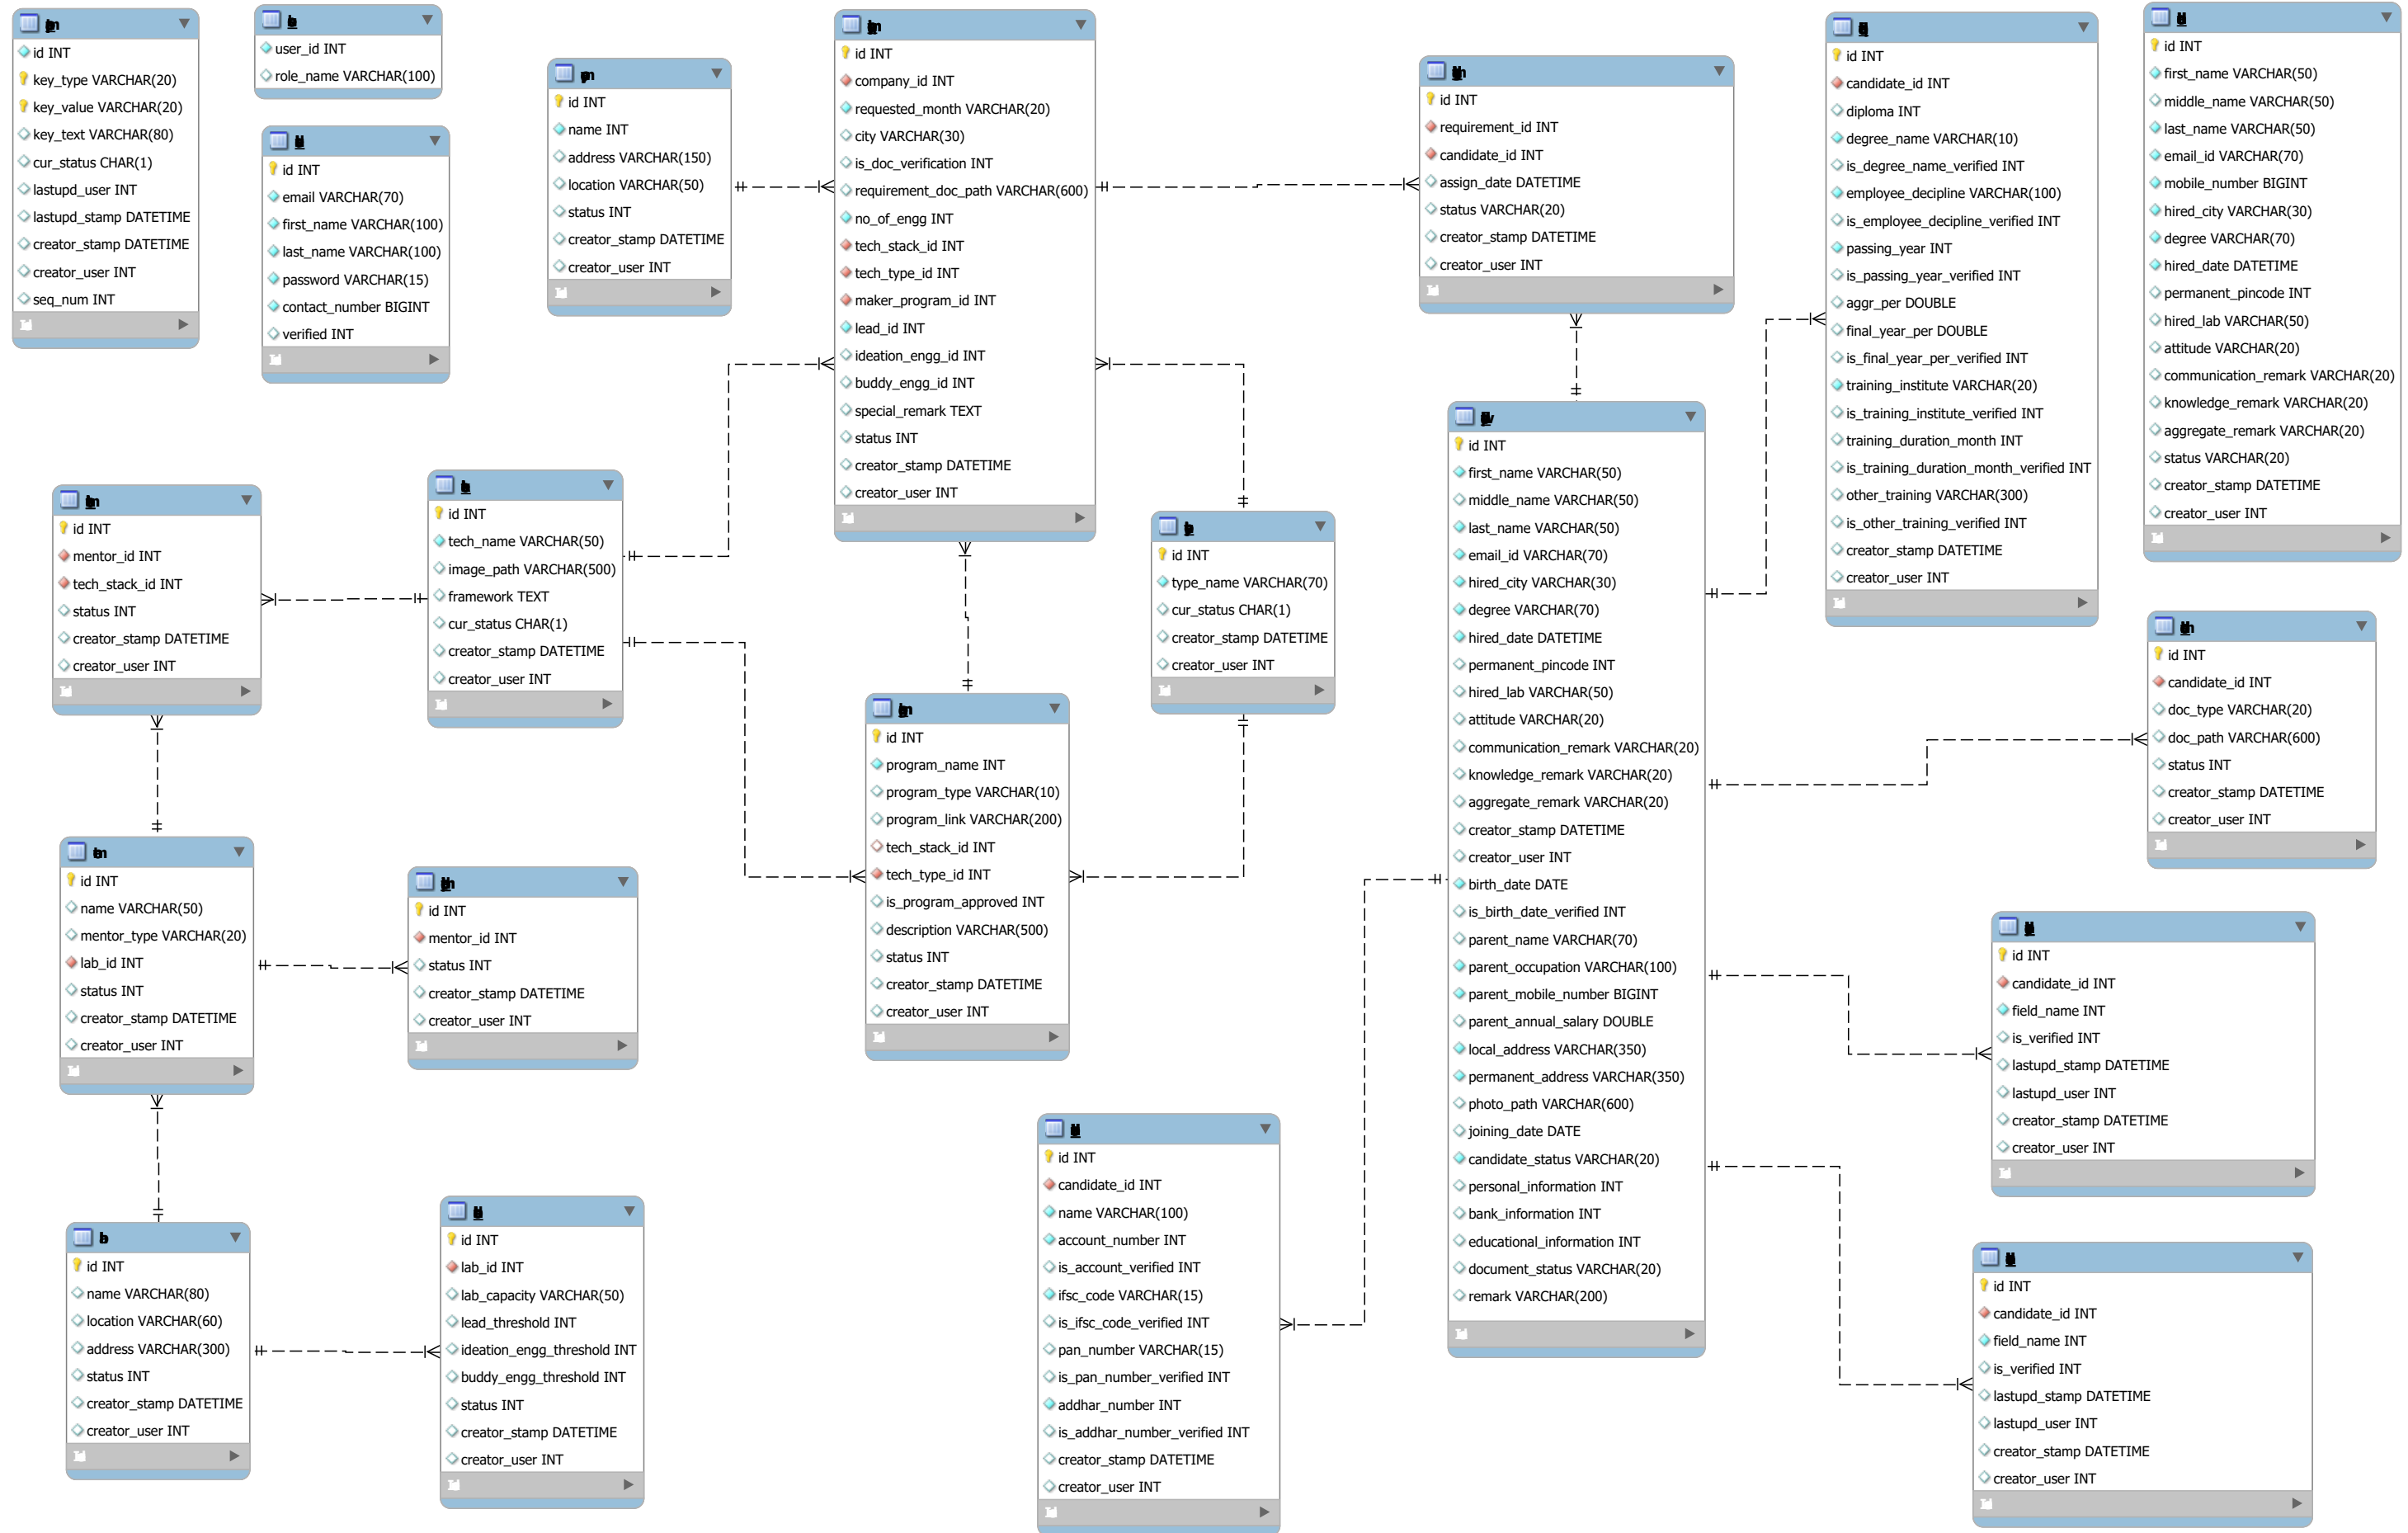 id INT
key_type VARCHAR(20)
key_value VARCHAR(20)
key_text VARCHAR(80)
cur_status CHAR(1)
lastupd_user INT
lastupd_stamp DATETIME
creator_stamp DATETIME
creator_user INT
seq_num INT
user_id INT
role_name VARCHAR(100)
id INT
email VARCHAR(70)
first_name VARCHAR(100)
last_name VARCHAR(100)
password VARCHAR(15)
contact_number BIGINT
verified INT
id INT
name INT
address VARCHAR(150)
location VARCHAR(50)
status INT
creator_stamp DATETIME
creator_user INT
id INT
company_id INT
requested_month VARCHAR(20)
city VARCHAR(30)
is_doc_verification INT
requirement_doc_path VARCHAR(600)
no_of_engg INT
tech_stack_id INT
tech_type_id INT
maker_program_id INT
lead_id INT
ideation_engg_id INT
buddy_engg_id INT
special_remark TEXT
status INT
creator_stamp DATETIME
creator_user INT
id INT
requirement_id INT
candidate_id INT
assign_date DATETIME
status VARCHAR(20)
creator_stamp DATETIME
creator_user INT
id INT
candidate_id INT
diploma INT
degree_name VARCHAR(10)
is_degree_name_verified INT
employee_decipline VARCHAR(100)
is_employee_decipline_verified INT
passing_year INT
is_passing_year_verified INT
aggr_per DOUBLE
final_year_per DOUBLE
is_final_year_per_verified INT
training_institute VARCHAR(20)
is_training_institute_verified INT
training_duration_month INT
is_training_duration_month_verified INT
other_training VARCHAR(300)
is_other_training_verified INT
creator_stamp DATETIME
creator_user INT
id INT
first_name VARCHAR(50)
middle_name VARCHAR(50)
last_name VARCHAR(50)
email_id VARCHAR(70)
mobile_number BIGINT
hired_city VARCHAR(30)
degree VARCHAR(70)
hired_date DATETIME
permanent_pincode INT
hired_lab VARCHAR(50)
attitude VARCHAR(20)
communication_remark VARCHAR(20)
knowledge_remark VARCHAR(20)
aggregate_remark VARCHAR(20)
status VARCHAR(20)
creator_stamp DATETIME
creator_user INT
id INT
mentor_id INT
tech_stack_id INT
status INT
creator_stamp DATETIME
creator_user INT
id INT
tech_name VARCHAR(50)
image_path VARCHAR(500)
framework TEXT
cur_status CHAR(1)
creator_stamp DATETIME
creator_user INT
id INT
type_name VARCHAR(70)
cur_status CHAR(1)
creator_stamp DATETIME
creator_user INT
id INT
program_name INT
program_type VARCHAR(10)
program_link VARCHAR(200)
tech_stack_id INT
tech_type_id INT
is_program_approved INT
description VARCHAR(500)
status INT
creator_stamp DATETIME
creator_user INT
id INT
first_name VARCHAR(50)
middle_name VARCHAR(50)
last_name VARCHAR(50)
email_id VARCHAR(70)
hired_city VARCHAR(30)
degree VARCHAR(70)
hired_date DATETIME
permanent_pincode INT
hired_lab VARCHAR(50)
attitude VARCHAR(20)
communication_remark VARCHAR(20)
knowledge_remark VARCHAR(20)
aggregate_remark VARCHAR(20)
creator_stamp DATETIME
creator_user INT
birth_date DATE
is_birth_date_verified INT
parent_name VARCHAR(70)
parent_occupation VARCHAR(100)
parent_mobile_number BIGINT
parent_annual_salary DOUBLE
local_address VARCHAR(350)
permanent_address VARCHAR(350)
photo_path VARCHAR(600)
joining_date DATE
candidate_status VARCHAR(20)
personal_information INT
bank_information INT
educational_information INT
document_status VARCHAR(20)
remark VARCHAR(200)
id INT
candidate_id INT
doc_type VARCHAR(20)
doc_path VARCHAR(600)
status INT
creator_stamp DATETIME
creator_user INT
id INT
name VARCHAR(50)
mentor_type VARCHAR(20)
lab_id INT
status INT
creator_stamp DATETIME
creator_user INT
id INT
mentor_id INT
status INT
creator_stamp DATETIME
creator_user INT
id INT
candidate_id INT
field_name INT
is_verified INT
lastupd_stamp DATETIME
lastupd_user INT
creator_stamp DATETIME
creator_user INT
id INT
name VARCHAR(80)
location VARCHAR(60)
address VARCHAR(300)
status INT
creator_stamp DATETIME
creator_user INT
id INT
lab_id INT
lab_capacity VARCHAR(50)
lead_threshold INT
ideation_engg_threshold INT
buddy_engg_threshold INT
status INT
creator_stamp DATETIME
creator_user INT
id INT
candidate_id INT
name VARCHAR(100)
account_number INT
is_account_verified INT
ifsc_code VARCHAR(15)
is_ifsc_code_verified INT
pan_number VARCHAR(15)
is_pan_number_verified INT
addhar_number INT
is_addhar_number_verified INT
creator_stamp DATETIME
creator_user INT
id INT
candidate_id INT
field_name INT
is_verified INT
lastupd_stamp DATETIME
lastupd_user INT
creator_stamp DATETIME
creator_user INT